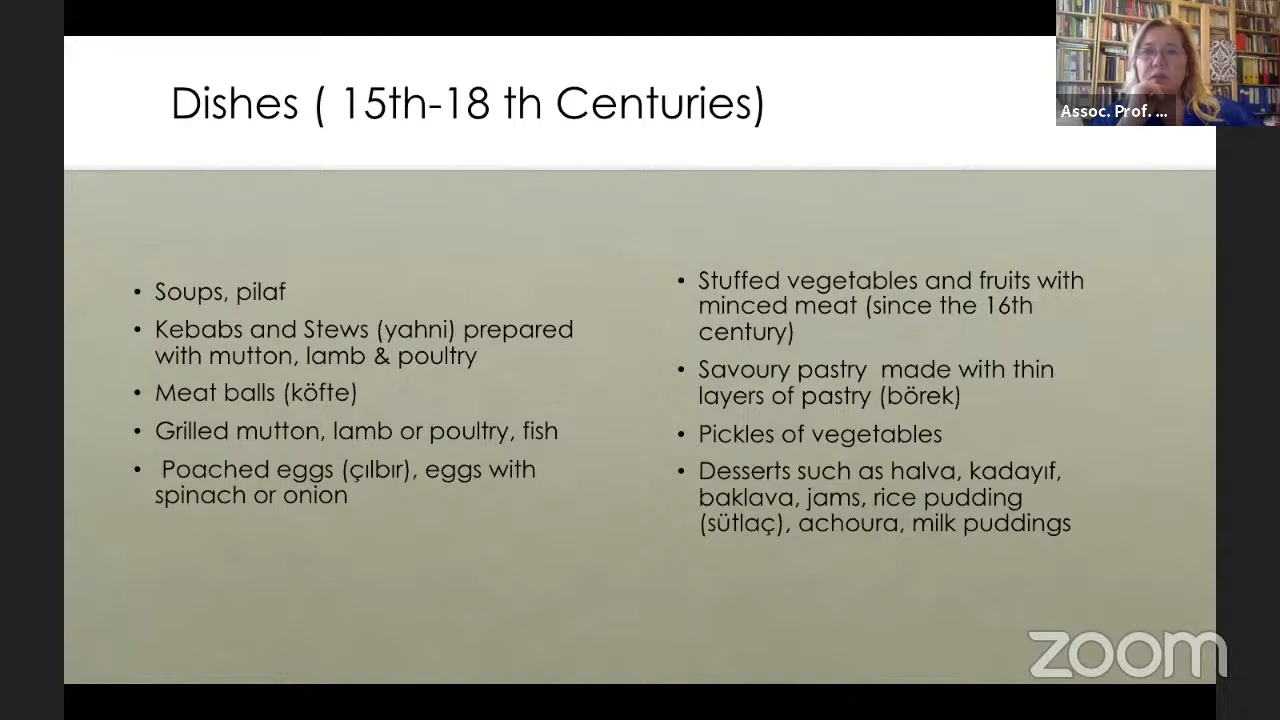 Dishes ( 15th-18 th Centuries)
Assoc. Prof. ...
• Soups, pilaf
• Kebabs and Stews (yahni) prepared
with mutton, lamb & poultry
• Meat balls (köfte)
• Grilled mutton, lamb or poultry, fish
• Poached eggs (çılbır), eggs with
spinach or onion
• Stuffed vegetables and fruits with
minced meat (since the 16th
century)
• Savoury pastry made with thin
layers of pastry (börek)
• Pickles of vegetables
• Desserts such as halva, kadayıf,
baklava, jams, rice pudding
(sütlaç), achoura, milk puddings
zoom